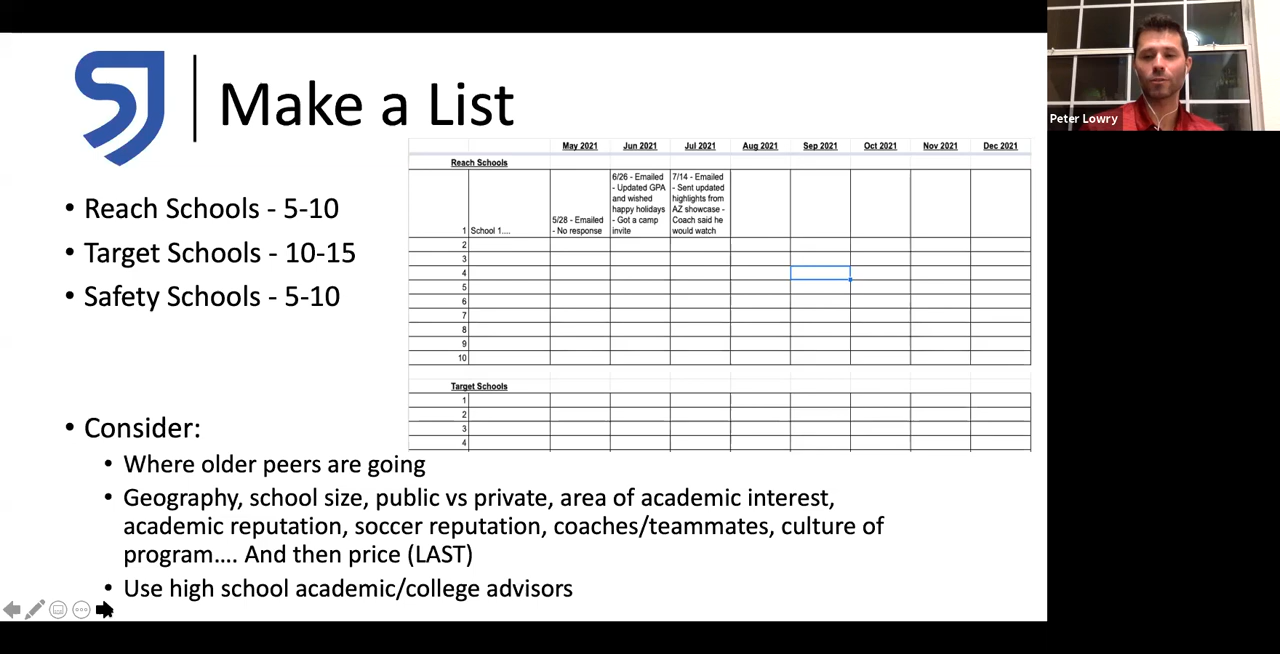 SJ
Make a List
Peter Lowry
• Reach Schools - 5-10
• Target Schools - 10-15
• Safety Schools - 5-10
May 2021 Jun 2021 Jul 2021 Aug 2021 Sep 2021 Oct 2021 Nov 2021 Dec 2021
Reach Schools
1 School 1....
5/28 - Emailed
- No response
6/26 - Emailed
- Updated GPA
and wished
happy holidays
- Got a camp
invite
7/14 - Emailed
- Sent updated
highlights from
AZ showcase -
Coach said he
would watch
2
3
4
5
6
7
8
9
10
Target Schools
1
2
3
4
• Consider:
• Where older peers are going
• Geography, school size, public vs private, area of academic interest,
academic reputation, soccer reputation, coaches/teammates, culture of
program.... And then price (LAST)
• Use high school academic/college advisors